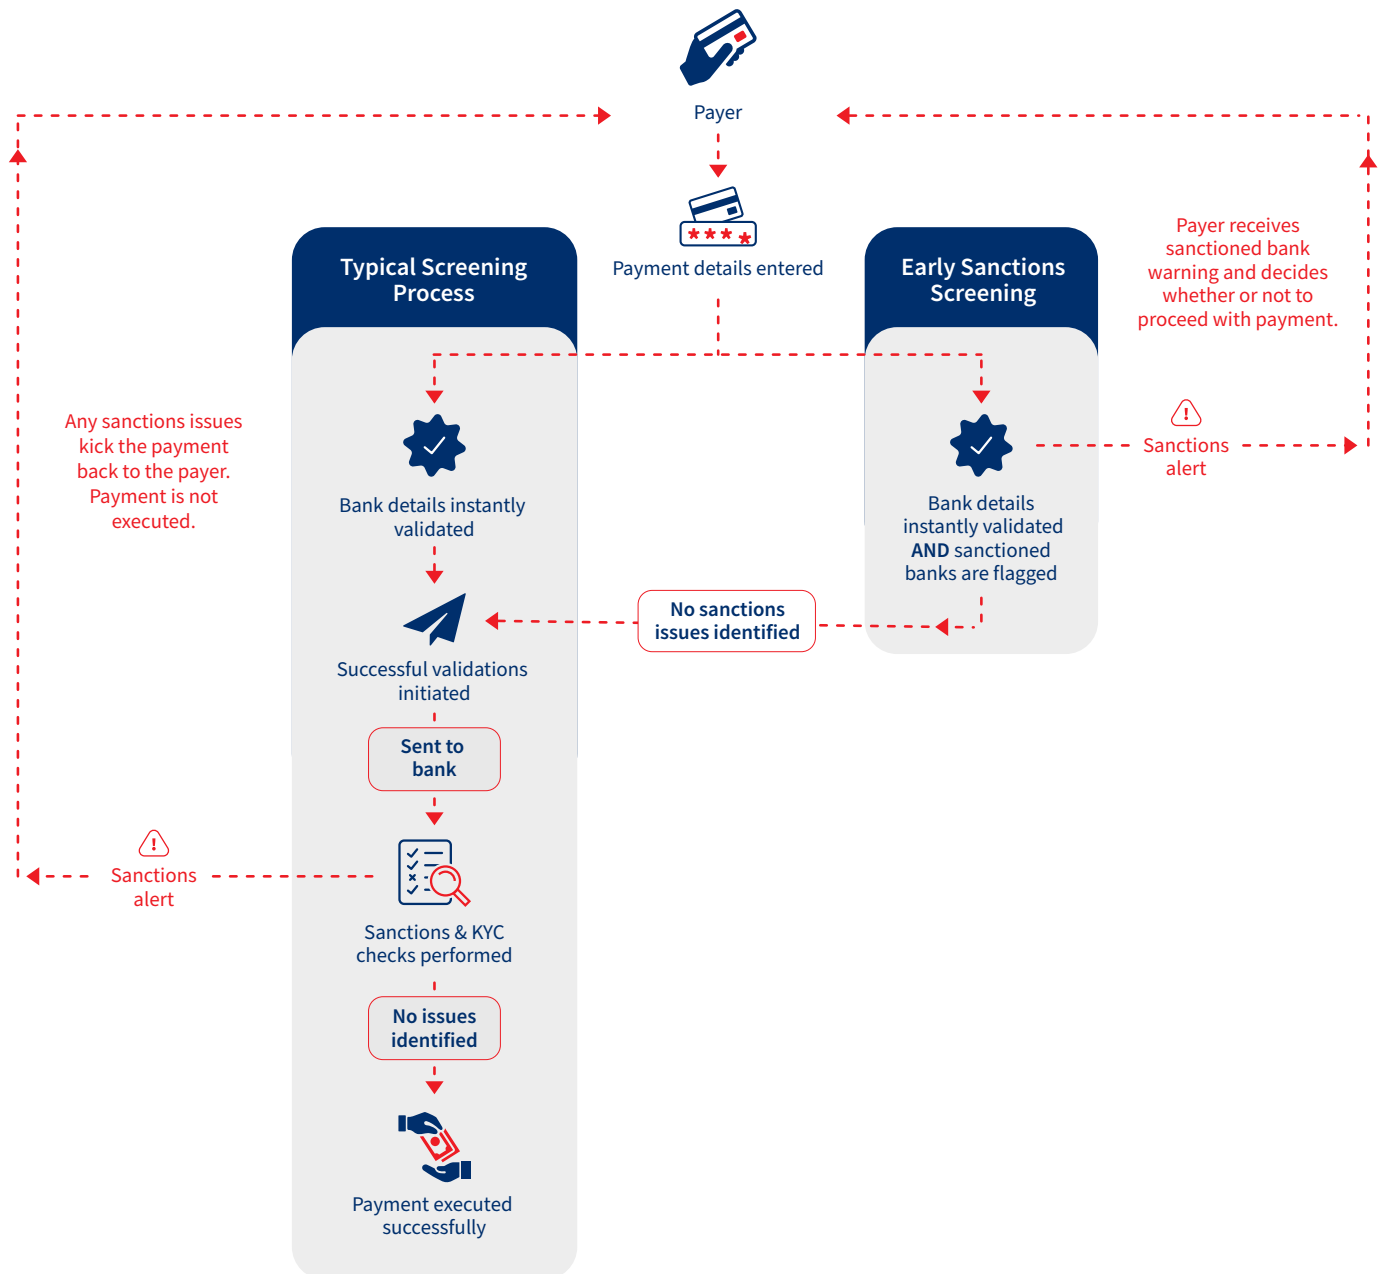 Payer
Payment details entered
Typical Screening
Process
Early Sanctions
Screening
Payer receives
sanctioned bank
warning and decides
whether or not to
proceed with payment.
Any sanctions issues
kick the payment
back to the payer.
Payment is not
executed.
Bank details instantly
validated
Bank details
instantly validated
AND sanctioned
banks are flagged
Sanctions
alert
No sanctions
issues identified
Successful validations
initiated
Sent to
bank
Sanctions
alert
Sanctions & KYC
checks performed
No issues
identified
Payment executed
successfully